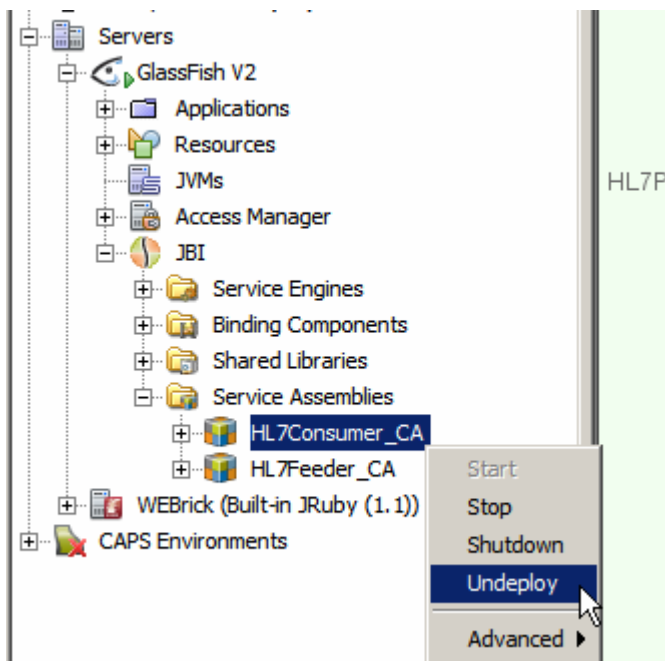 Servers
GlassFish V2
Applications
Resources
JVMs
HL7P
Access Manager
JBI
Service Engines
Binding Components
Shared Libraries
Service Assemblies
HL7Consumer_CA
HL7Feeder_CA
Start
WEBrick (Built-in JRuby (1.1))
Stop
CAPS Environments
Shutdown
Undeploy
Advanced